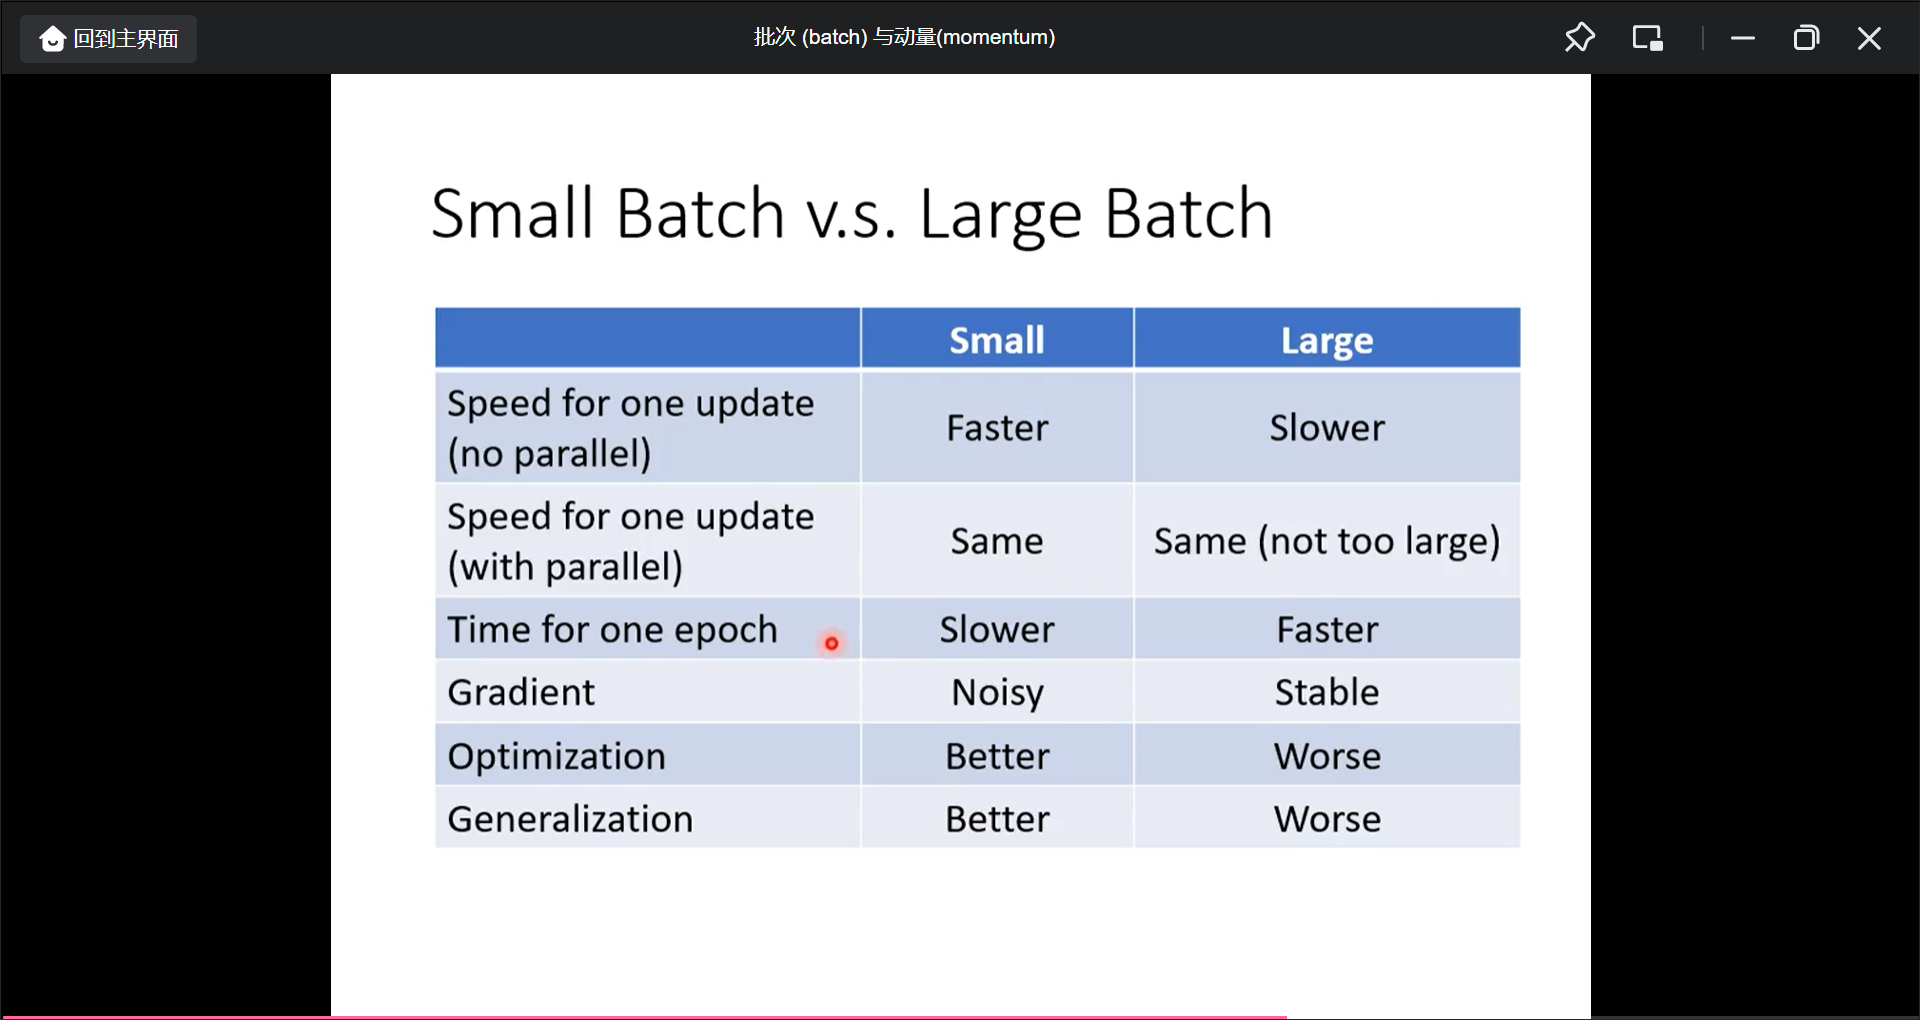 回到主界面
批次 (batch) 与动量(momentum)
Small Batch v.s. Large Batch
Small Large
Speed for one update
(no parallel)
Faster Slower
Speed for one update
(with parallel)
Same Same (not too large)
Time for one epoch Slower Faster
Gradient Noisy Stable
Optimization Better Worse
Generalization Better Worse